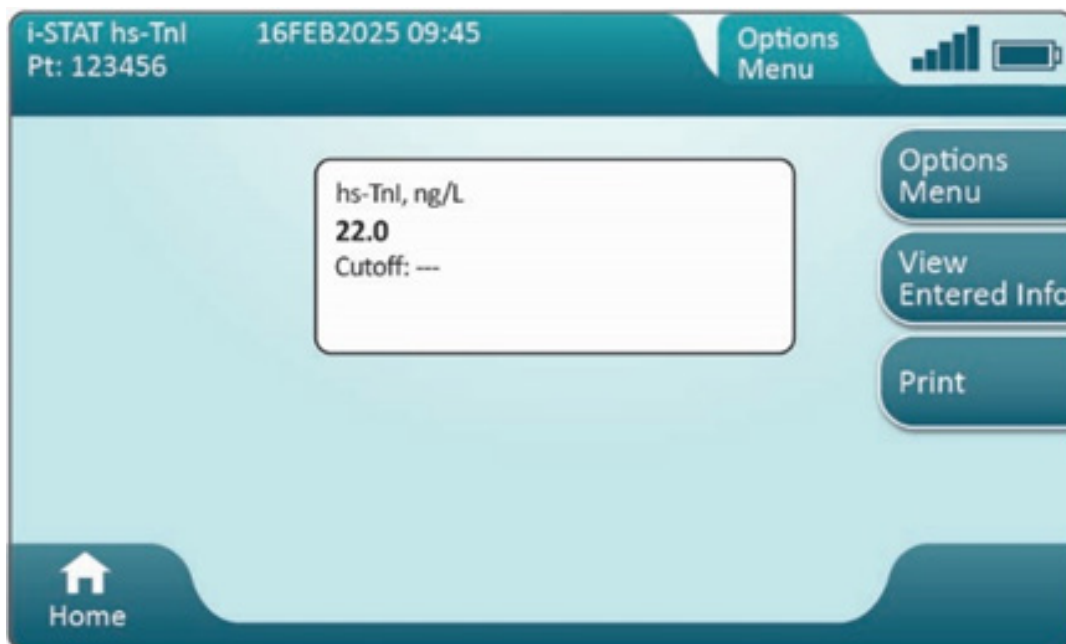 i-STAT hs-TnI 16FEB2025 09:45
Pt: 123456
Options
Menu
hs-TnI, ng/L
22.0
Cutoff: ---
Options
Menu
View
Entered Info
Print
Home